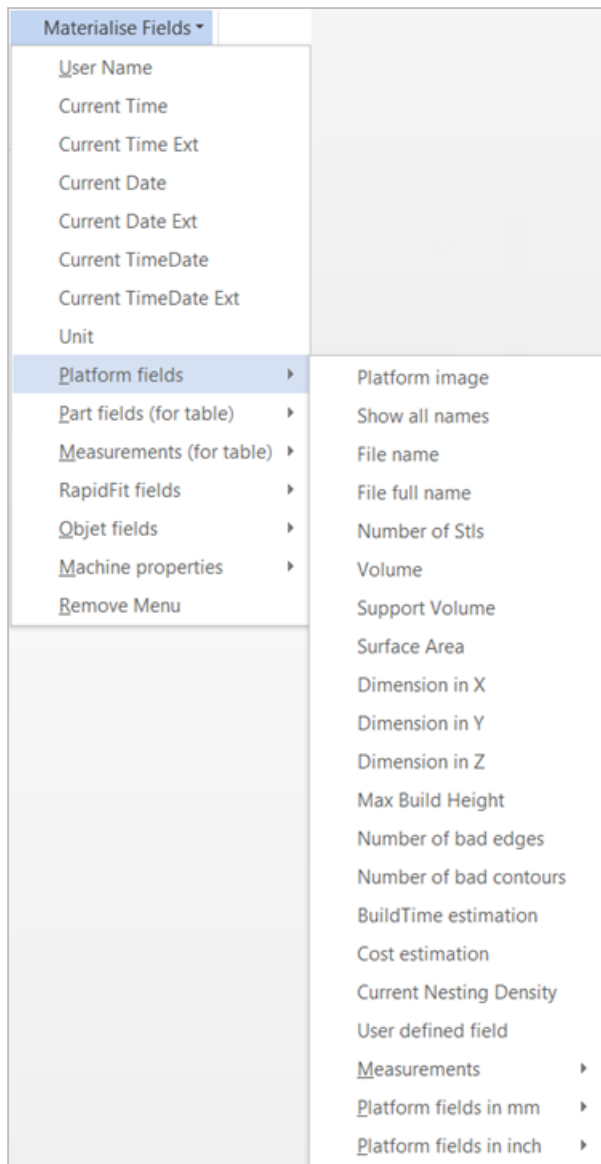 Materialise Fields
User Name
Current Time
Current Time Ext
Current Date
Current Date Ext
Current TimeDate
Current TimeDate Ext
Unit
Platform fields
Part fields (for table)
Measurements (for table)
RapidFit fields
Objet fields
Machine properties
Remove Menu
Platform image
Show all names
File name
File full name
Number of Stls
Volume
Support Volume
Surface Area
Dimension in X
Dimension in Y
Dimension in Z
Max Build Height
Number of bad edges
Number of bad contours
BuildTime estimation
Cost estimation
Current Nesting Density
User defined field
Measurements
Platform fields in mm
Platform fields in inch